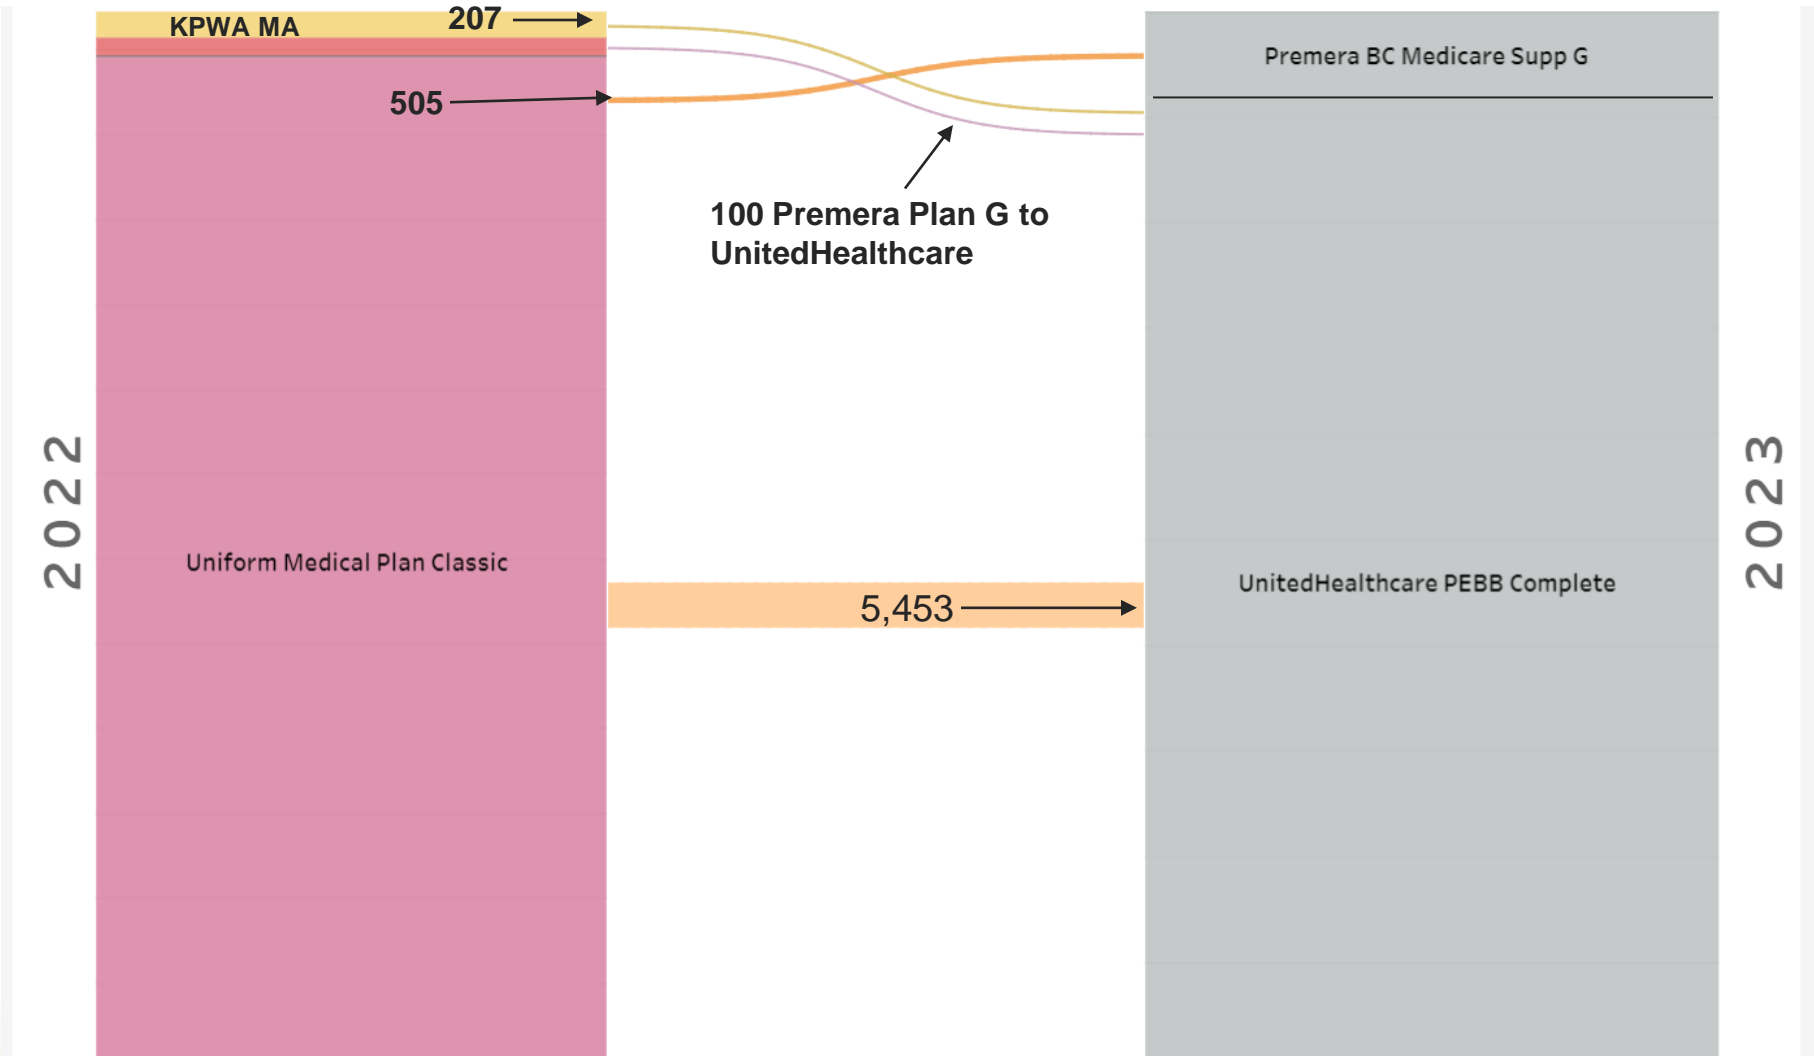 KPWA MA
207
Premera BC Medicare Supp G
505
100 Premera Plan G to
UnitedHealthcare
2022
2023
Uniform Medical Plan Classic
UnitedHealthcare PEBB Complete
5,453